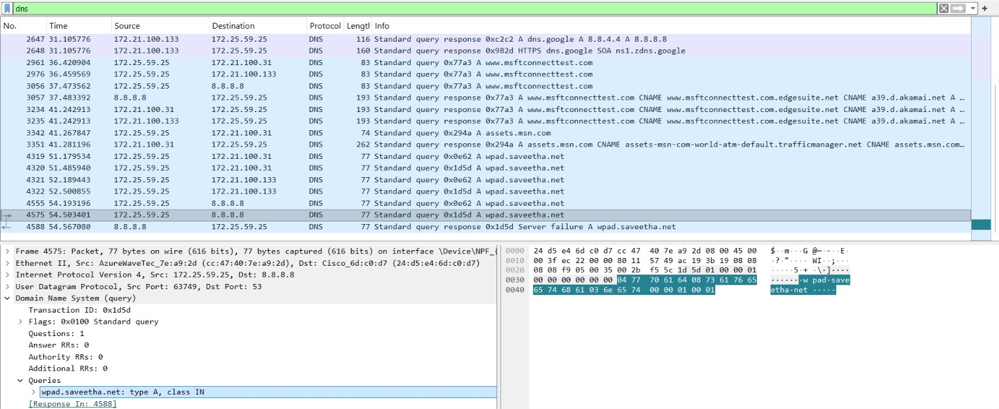 dns
No. Time Source Destination Protocol Length Info
2647 31.105776 172.21.100.133 172.25.59.25 DNS 116 Standard query response 0xc2c2 A dns.google A 8.8.4.4 A 8.8.8.8
2648 31.105776 172.21.100.133 172.25.59.25 DNS 160 Standard query response 0x982d HTTPS dns.google SOA ns1.zdns.google
2961 36.420904 172.25.59.25 172.21.100.31 DNS 83 Standard query 0x77a3 A www.msftconnecttest.com
2976 36.459569 172.25.59.25 172.21.100.133 DNS 83 Standard query 0x77a3 A www.msftconnecttest.com
3056 37.473562 172.25.59.25 8.8.8.8 DNS 83 Standard query 0x77a3 A www.msftconnecttest.com
3057 37.483392 8.8.8.8 172.25.59.25 DNS 193 Standard query response 0x77a3 A www.msftconnecttest.com CNAME www.msftconnecttest.com.edgesuite.net CNAME a39.d.akamai.net A …
3234 41.242913 172.21.100.31 172.25.59.25 DNS 193 Standard query response 0x77a3 A www.msftconnecttest.com CNAME www.msftconnecttest.com.edgesuite.net CNAME a39.d.akamai.net A …
3235 41.242913 172.21.100.133 172.25.59.25 DNS 193 Standard query response 0x77a3 A www.msftconnecttest.com CNAME www.msftconnecttest.com.edgesuite.net CNAME a39.d.akamai.net A …
3342 41.267847 172.25.59.25 172.21.100.31 DNS 74 Standard query 0x294a A assets.msn.com
3351 41.281196 172.21.100.31 172.25.59.25 DNS 262 Standard query response 0x294a A assets.msn.com CNAME assets-msn-com-world-atm-default.trafficmanager.net CNAME assets.msn.com…
4319 51.179534 172.25.59.25 172.21.100.31 DNS 77 Standard query 0x0e62 A wpad.saveetha.net
4320 51.485940 172.25.59.25 172.21.100.31 DNS 77 Standard query 0x1d5d A wpad.saveetha.net
4321 52.189443 172.25.59.25 172.21.100.133 DNS 77 Standard query 0x0e62 A wpad.saveetha.net
4322 52.500855 172.25.59.25 172.21.100.133 DNS 77 Standard query 0x1d5d A wpad.saveetha.net
4555 54.193196 172.25.59.25 8.8.8.8 DNS 77 Standard query 0x0e62 A wpad.saveetha.net
4575 54.503401 172.25.59.25 8.8.8.8 DNS 77 Standard query 0x1d5d A wpad.saveetha.net
4588 54.567080 8.8.8.8 172.25.59.25 DNS 77 Standard query response 0x1d5d Server failure A wpad.saveetha.net
Frame 4575: Packet, 77 bytes on wire (616 bits), 77 bytes captured (616 bits) on interface \Device\NPF_{
Ethernet II, Src: AzureWaveTec_7e:a9:2d (cc:47:40:7e:a9:2d), Dst: Cisco_6d:c0:d7 (24:d5:e4:6d:c0:d7)
Internet Protocol Version 4, Src: 172.25.59.25, Dst: 8.8.8.8
User Datagram Protocol, Src Port: 63749, Dst Port: 53
Domain Name System (query)
Transaction ID: 0x1d5d
Flags: 0x0100 Standard query
Questions: 1
Answer RRs: 0
Authority RRs: 0
Additional RRs: 0
Queries
wpad.saveetha.net: type A, class IN
[Response In: 4588]
0000 24 d5 e4 6d c0 d7 cc 47 40 7e a9 2d 08 00 45 00 $··m···G @~·-··E·
0010 00 3f ec 22 00 00 80 11 57 49 ac 19 3b 19 08 08 ·?·"···· WI··;···
0020 08 08 f9 05 00 35 00 2b f5 5c 1d 5d 01 00 00 01 ·····5·+ ·\·]····
0030 00 00 00 00 00 00 04 77 70 61 64 08 73 61 76 65 ·······w pad·save
0040 65 74 68 61 03 6e 65 74 00 00 01 00 01 etha·net ·····